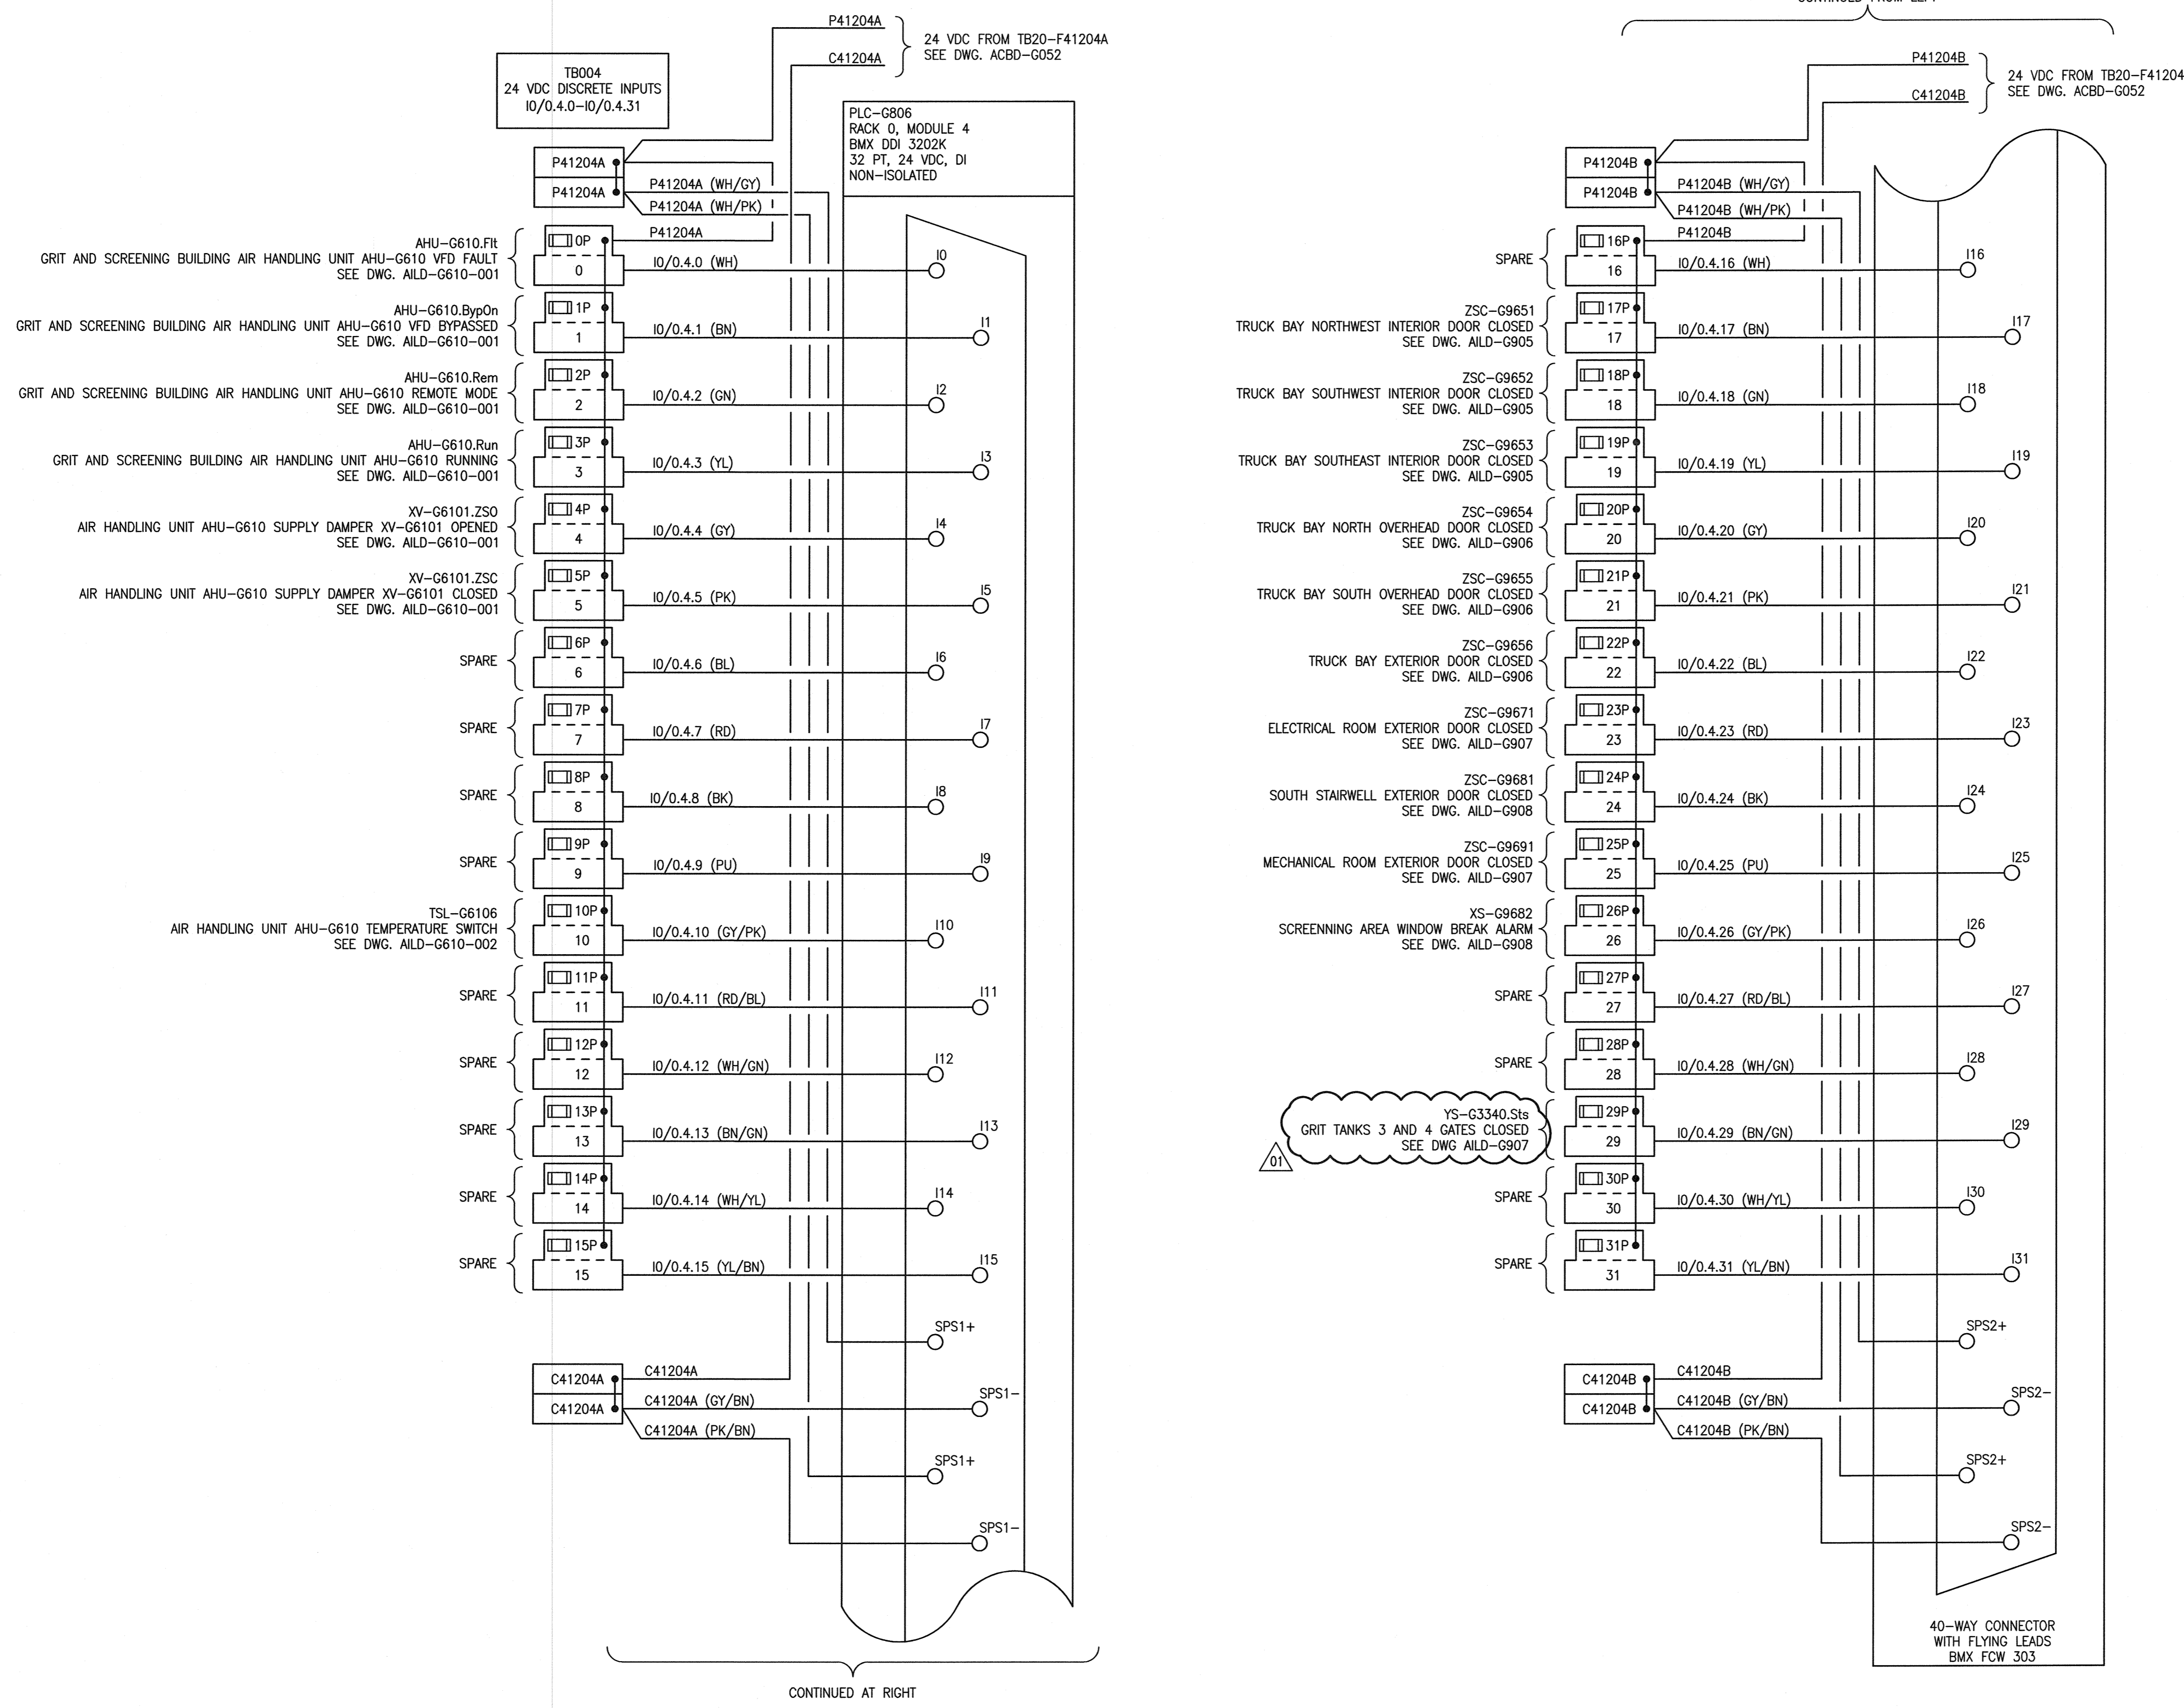 P41204A
C41204A
24 VDC FROM TB20-F41204A
SEE DWG. ACBD-G052
TB004
24 VDC DISCRETE INPUTS
I0/0.4.0-I0/0.4.31
PLC-G806
RACK 0, MODULE 4
BMX DDI 3202K
32 PT, 24 VDC, DI
NON-ISOLATED
P41204A
P41204A
P41204A (WH/GY)
P41204A (WH/PK)
P41204A
AHU-G610.Flt
GRIT AND SCREENING BUILDING AIR HANDLING UNIT AHU-G610 VFD FAULT
SEE DWG. AILD-G610-001
0P
0
I0/0.4.0 (WH)
I0
AHU-G610.BypOn
GRIT AND SCREENING BUILDING AIR HANDLING UNIT AHU-G610 VFD BYPASSED
SEE DWG. AILD-G610-001
1P
1
I0/0.4.1 (BN)
I1
AHU-G610.Rem
GRIT AND SCREENING BUILDING AIR HANDLING UNIT AHU-G610 REMOTE MODE
SEE DWG. AILD-G610-001
2P
2
I0/0.4.2 (GN)
I2
AHU-G610.Run
GRIT AND SCREENING BUILDING AIR HANDLING UNIT AHU-G610 RUNNING
SEE DWG. AILD-G610-001
3P
3
I0/0.4.3 (YL)
I3
XV-G6101.ZSO
AIR HANDLING UNIT AHU-G610 SUPPLY DAMPER XV-G6101 OPENED
SEE DWG. AILD-G610-001
4P
4
I0/0.4.4 (GY)
I4
XV-G6101.ZSC
AIR HANDLING UNIT AHU-G610 SUPPLY DAMPER XV-G6101 CLOSED
SEE DWG. AILD-G610-001
5P
5
I0/0.4.5 (PK)
I5
SPARE
6P
6
I0/0.4.6 (BL)
I6
SPARE
7P
7
I0/0.4.7 (RD)
I7
SPARE
8P
8
I0/0.4.8 (BK)
I8
SPARE
9P
9
I0/0.4.9 (PU)
I9
TSL-G6106
AIR HANDLING UNIT AHU-G610 TEMPERATURE SWITCH
SEE DWG. AILD-G610-002
10P
10
I0/0.4.10 (GY/PK)
I10
SPARE
11P
11
I0/0.4.11 (RD/BL)
I11
SPARE
12P
12
I0/0.4.12 (WH/GN)
I12
SPARE
13P
13
I0/0.4.13 (BN/GN)
I13
SPARE
14P
14
I0/0.4.14 (WH/YL)
I14
SPARE
15P
15
I0/0.4.15 (YL/BN)
I15
SPS1+
C41204A
C41204A
C41204A
C41204A (GY/BN)
SPS1-
C41204A (PK/BN)
SPS1+
SPS1-
CONTINUED AT RIGHT
P41204B
C41204B
24 VDC FROM TB20-F41204
SEE DWG. ACBD-G052
P41204B
P41204B
P41204B (WH/GY)
P41204B (WH/PK)
P41204B
SPARE
16P
16
I0/0.4.16 (WH)
I16
ZSC-G9651
TRUCK BAY NORTHWEST INTERIOR DOOR CLOSED
SEE DWG. AILD-G905
17P
17
I0/0.4.17 (BN)
I17
ZSC-G9652
TRUCK BAY SOUTHWEST INTERIOR DOOR CLOSED
SEE DWG. AILD-G905
18P
18
I0/0.4.18 (GN)
I18
ZSC-G9653
TRUCK BAY SOUTHEAST INTERIOR DOOR CLOSED
SEE DWG. AILD-G905
19P
19
I0/0.4.19 (YL)
I19
ZSC-G9654
TRUCK BAY NORTH OVERHEAD DOOR CLOSED
SEE DWG. AILD-G906
20P
20
I0/0.4.20 (GY)
I20
ZSC-G9655
TRUCK BAY SOUTH OVERHEAD DOOR CLOSED
SEE DWG. AILD-G906
21P
21
I0/0.4.21 (PK)
I21
ZSC-G9656
TRUCK BAY EXTERIOR DOOR CLOSED
SEE DWG. AILD-G906
22P
22
I0/0.4.22 (BL)
I22
ZSC-G9671
ELECTRICAL ROOM EXTERIOR DOOR CLOSED
SEE DWG. AILD-G907
23P
23
I0/0.4.23 (RD)
I23
ZSC-G9681
SOUTH STAIRWELL EXTERIOR DOOR CLOSED
SEE DWG. AILD-G908
24P
24
I0/0.4.24 (BK)
I24
ZSC-G9691
MECHANICAL ROOM EXTERIOR DOOR CLOSED
SEE DWG. AILD-G907
25P
25
I0/0.4.25 (PU)
I25
XS-G9682
SCREENNING AREA WINDOW BREAK ALARM
SEE DWG. AILD-G908
26P
26
I0/0.4.26 (GY/PK)
I26
SPARE
27P
27
I0/0.4.27 (RD/BL)
I27
SPARE
28P
28
I0/0.4.28 (WH/GN)
I28
YS-G3340.Sts
GRIT TANKS 3 AND 4 GATES CLOSED
SEE DWG AILD-G907
01
29P
29
I0/0.4.29 (BN/GN)
I29
SPARE
30P
30
I0/0.4.30 (WH/YL)
I30
SPARE
31P
31
I0/0.4.31 (YL/BN)
I31
SPS2+
C41204B
C41204B
C41204B
C41204B (GY/BN)
SPS2-
C41204B (PK/BN)
SPS2+
SPS2-
40-WAY CONNECTOR
WITH FLYING LEADS
BMX FCW 303